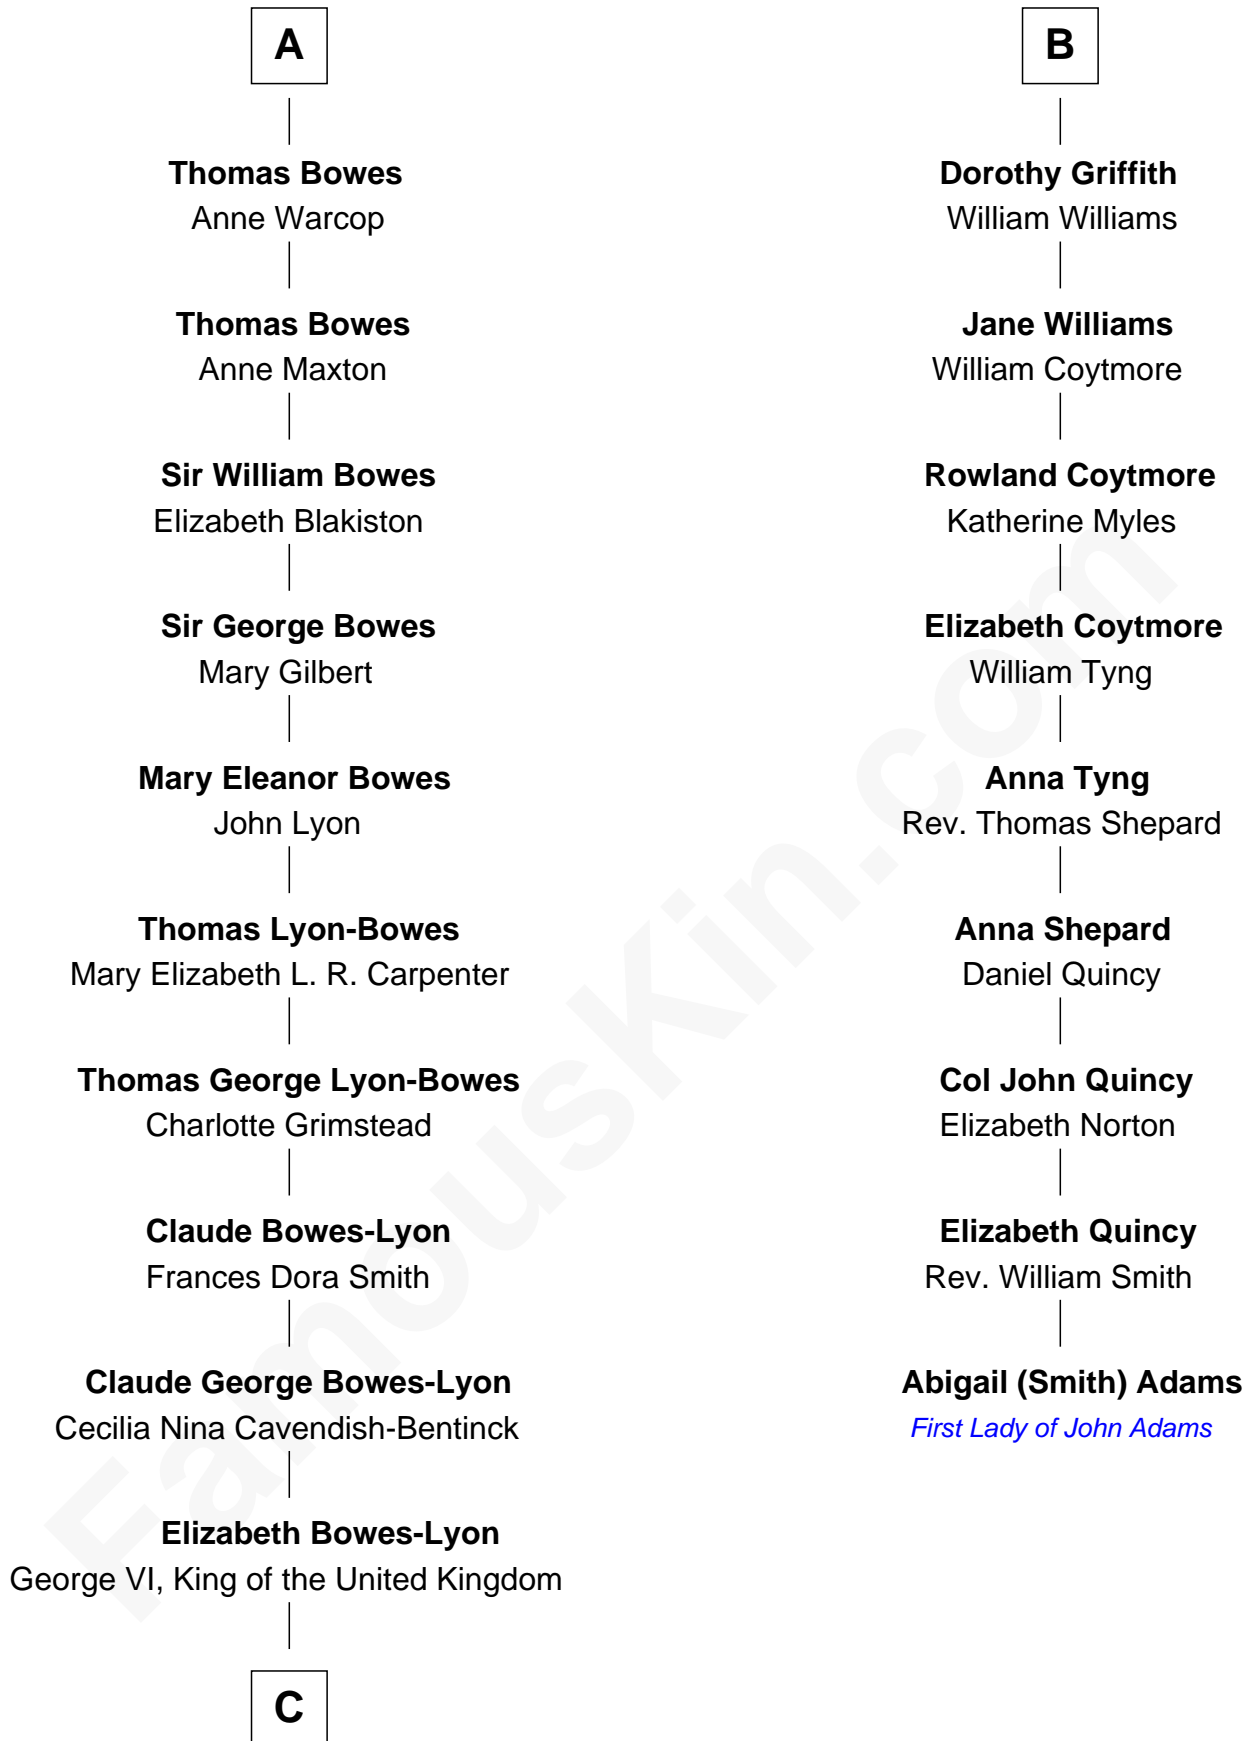 A
Thomas Bowes
Anne Warcop
Thomas Bowes
Anne Maxton
Sir William Bowes
Elizabeth Blakiston
Sir George Bowes
Mary Gilbert
Mary Eleanor Bowes
John Lyon
Thomas Lyon-Bowes
Mary Elizabeth L. R. Carpenter
Thomas George Lyon-Bowes
Charlotte Grimstead
Claude Bowes-Lyon
Frances Dora Smith
Claude George Bowes-Lyon
Cecilia Nina Cavendish-Bentinck
Elizabeth Bowes-Lyon
George VI, King of the United Kingdom
C
B
Dorothy Griffith
William Williams
Jane Williams
William Coytmore
Rowland Coytmore
Katherine Myles
Elizabeth Coytmore
William Tyng
Anna Tyng
Rev. Thomas Shepard
Anna Shepard
Daniel Quincy
Col John Quincy
Elizabeth Norton
Elizabeth Quincy
Rev. William Smith
Abigail (Smith) Adams
First Lady of John Adams
FamousKin.com